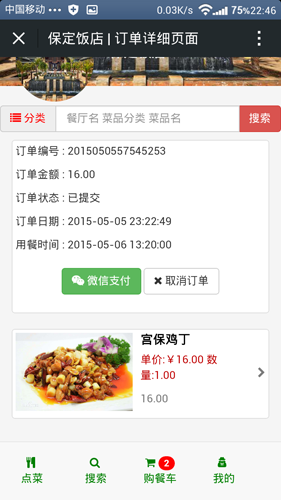 中国移动 0.03K/s 75% 22:46
保定饭店 | 订单详细页面
分类 餐厅名 菜品分类 菜品名 搜索
订单编号 : 2015050557545253
订单金额 : 16.00
订单状态 : 已提交
订单日期 : 2015-05-05 23:22:49
用餐时间 : 2015-05-06 13:20:00
微信支付 取消订单
宫保鸡丁
单价:￥16.00 数
量:1.00
16.00
2
点菜 搜索 购餐车 我的